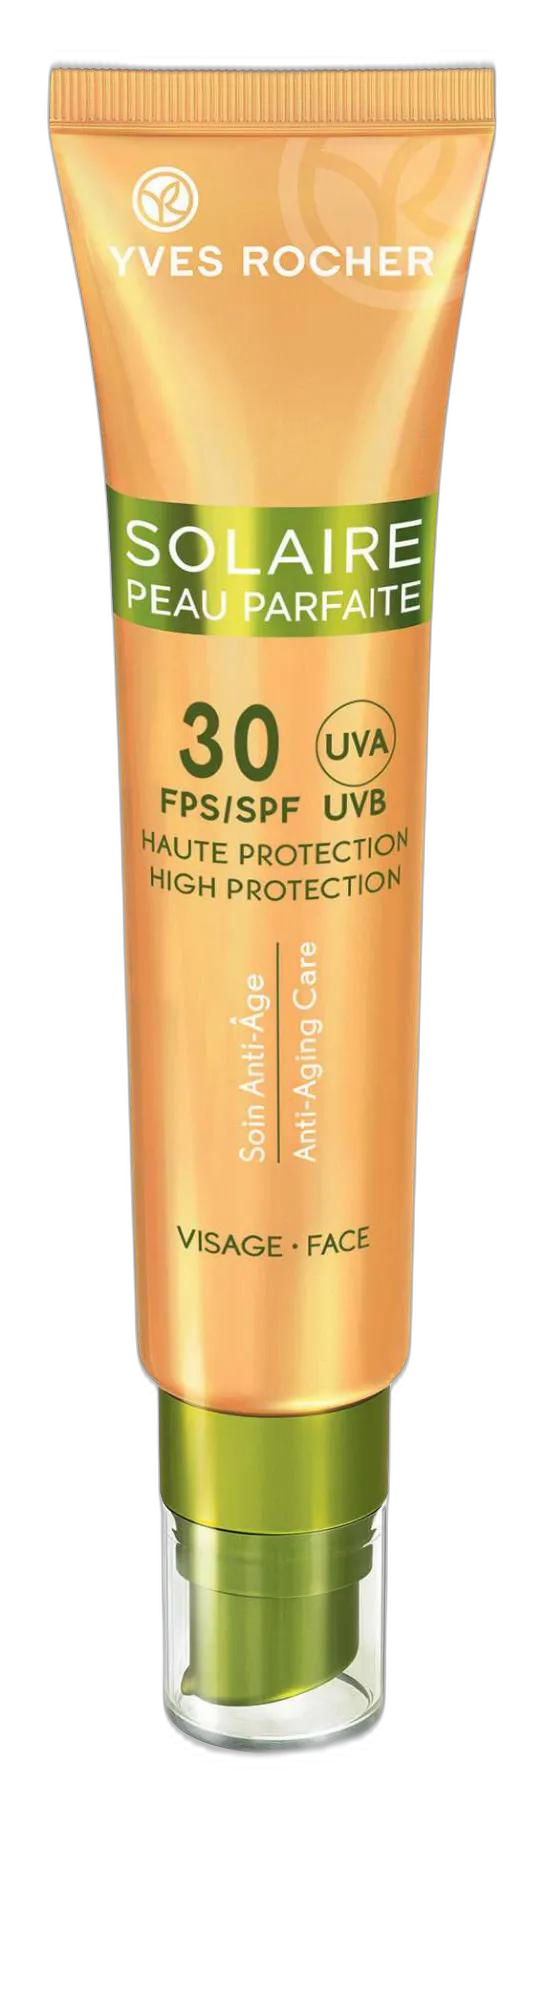 YVES ROCHER
SOLAIRE
PEAU PARFAITE
30 UVA
FPS/SPF UVB
HAUTE PROTECTION
HIGH PROTECTION
Soin Anti-Âge
Anti-Aging Care
VISAGE · FACE